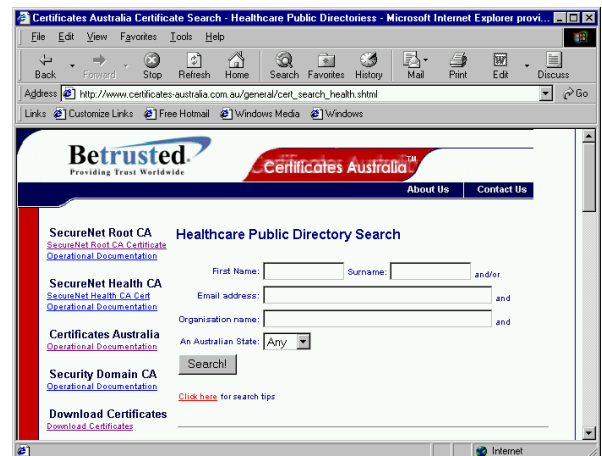 Certificates Australia Certificate Search - Healthcare Public Directoriess - Microsoft Internet Explorer provi...
File Edit View Favorites Tools Help
Back Forward Stop Refresh Home Search Favorites History Mail Print Edit Discuss
Address http://www.certificates-australia.com.au/general/cert_search_health.shtml Go
Links Customize Links Free Hotmail Windows Media Windows
Betrusted.
Providing Trust Worldwide
Certificates Australia™
About Us Contact Us
SecureNet Root CA
SecureNet Root CA Certificate
Operational Documentation
SecureNet Health CA
SecureNet Health CA Cert
Operational Documentation
Certificates Australia
Operational Documentation
Security Domain CA
Operational Documentation
Download Certificates
Download Certificates
Healthcare Public Directory Search
First Name: Surname: and/or
Email address: and
Organisation name: and
An Australian State: Any
Search!
Click here for search tips
Internet